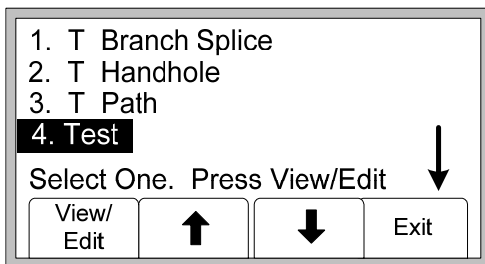 1. T Branch Splice
2. T Handhole
3. T Path
4. Test
Select One. Press View/Edit
View/
Edit
Exit